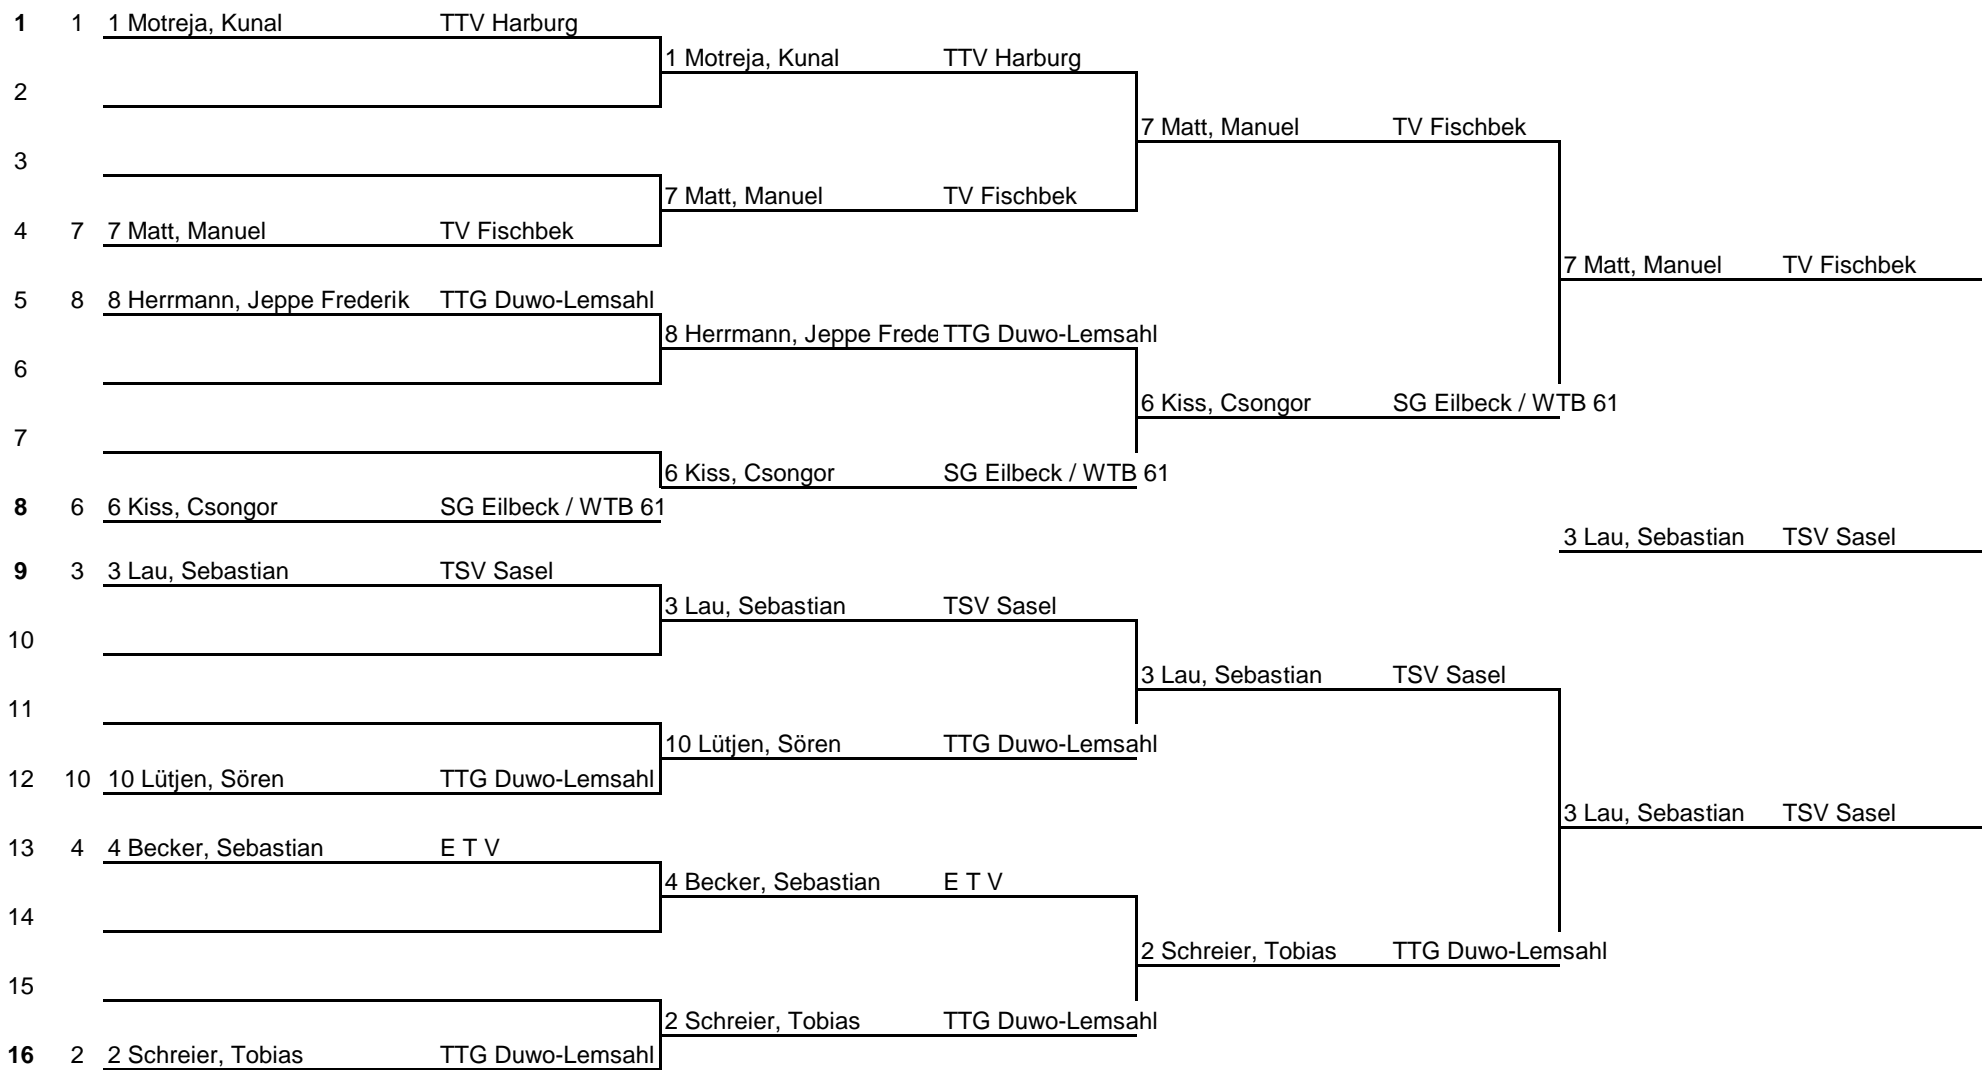 1 1 1 Motreja, Kunal TTV Harburg
1 Motreja, Kunal TTV Harburg
2
7 Matt, Manuel TV Fischbek
3
7 Matt, Manuel TV Fischbek
4 7 7 Matt, Manuel TV Fischbek
7 Matt, Manuel TV Fischbek
5 8 8 Herrmann, Jeppe Frederik TTG Duwo-Lemsahl
8 Herrmann, Jeppe Frede TTG Duwo-Lemsahl
6
6 Kiss, Csongor SG Eilbeck / WTB 61
7
6 Kiss, Csongor SG Eilbeck / WTB 61
8 6 6 Kiss, Csongor SG Eilbeck / WTB 61
3 Lau, Sebastian TSV Sasel
9 3 3 Lau, Sebastian TSV Sasel
3 Lau, Sebastian TSV Sasel
10
3 Lau, Sebastian TSV Sasel
11
10 Lütjen, Sören TTG Duwo-Lemsahl
12 10 10 Lütjen, Sören TTG Duwo-Lemsahl
3 Lau, Sebastian TSV Sasel
13 4 4 Becker, Sebastian E T V
4 Becker, Sebastian E T V
14
2 Schreier, Tobias TTG Duwo-Lemsahl
15
2 Schreier, Tobias TTG Duwo-Lemsahl
16 2 2 Schreier, Tobias TTG Duwo-Lemsahl